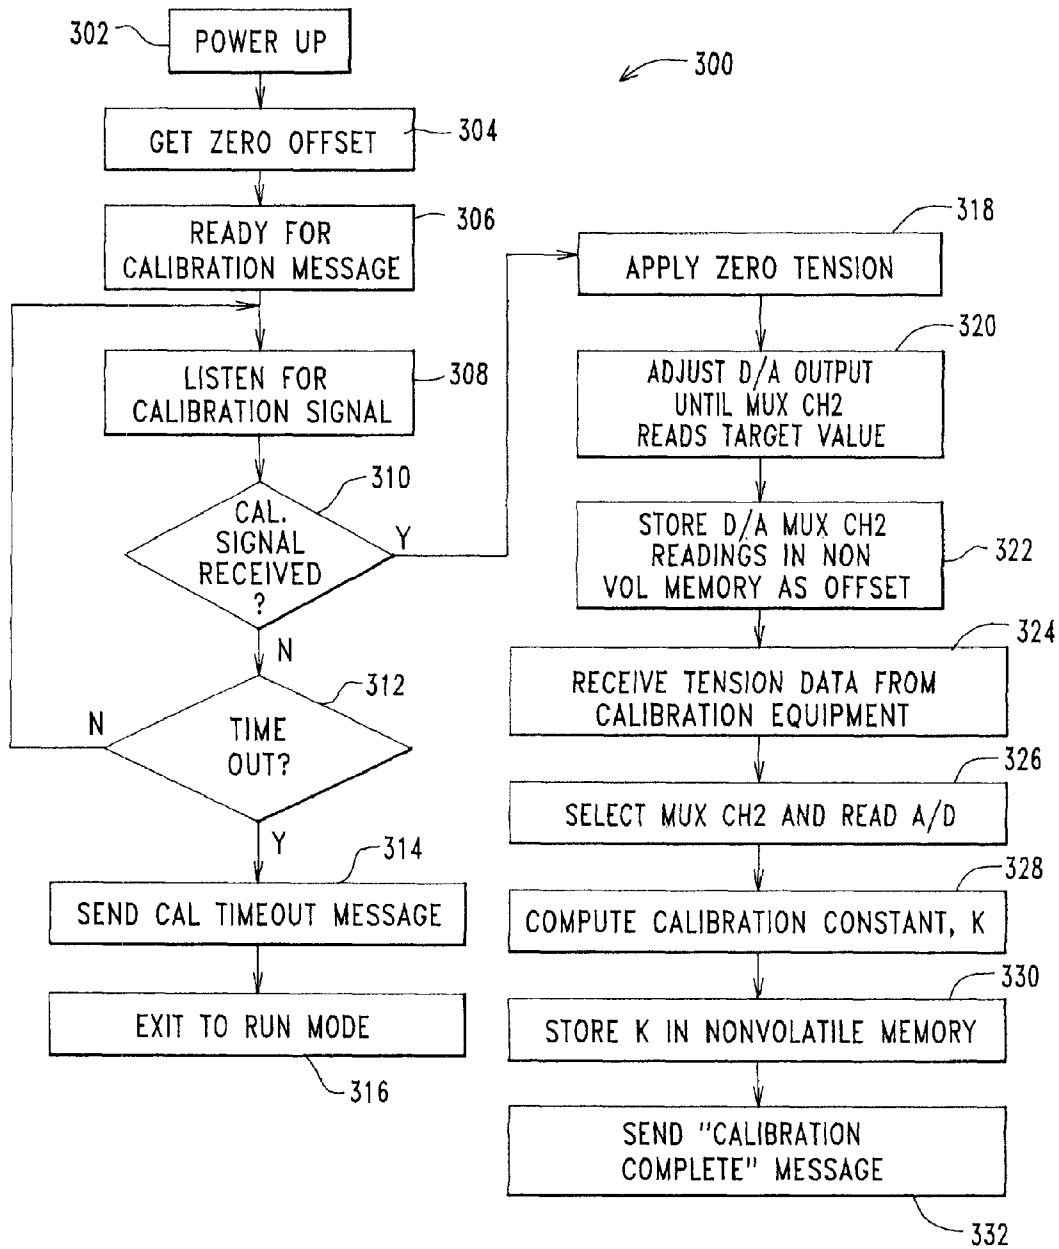 302
POWER UP
300
GET ZERO OFFSET
304
READY FOR
CALIBRATION MESSAGE
306
LISTEN FOR
CALIBRATION SIGNAL
308
CAL.
SIGNAL
RECEIVED
?
310
Y
N
TIME
OUT?
312
N
Y
SEND CAL TIMEOUT MESSAGE
314
EXIT TO RUN MODE
316
APPLY ZERO TENSION
318
ADJUST D/A OUTPUT
UNTIL MUX CH2
READS TARGET VALUE
320
STORE D/A MUX CH2
READINGS IN NON
VOL MEMORY AS OFFSET
322
RECEIVE TENSION DATA FROM
CALIBRATION EQUIPMENT
324
SELECT MUX CH2 AND READ A/D
326
COMPUTE CALIBRATION CONSTANT, K
328
STORE K IN NONVOLATILE MEMORY
330
SEND "CALIBRATION
COMPLETE" MESSAGE
332